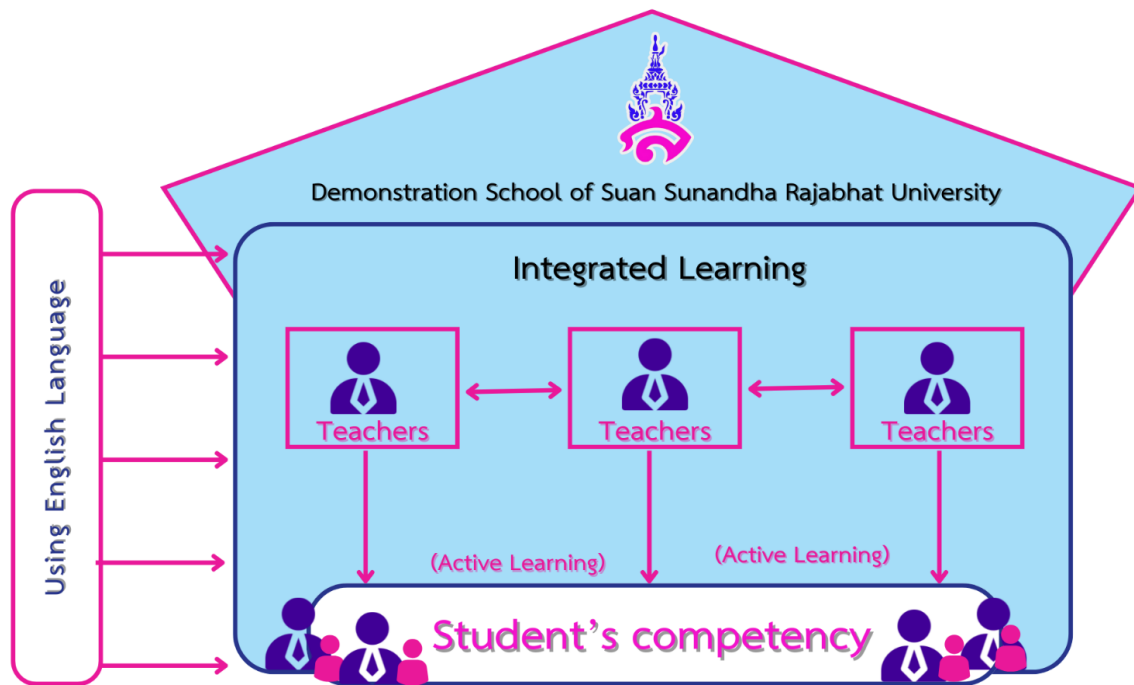 Demonstration School of Suan Sunandha Rajabhat University
Using English Language
Integrated Learning
Teachers
Teachers
Teachers
(Active Learning)
(Active Learning)
Student's competency